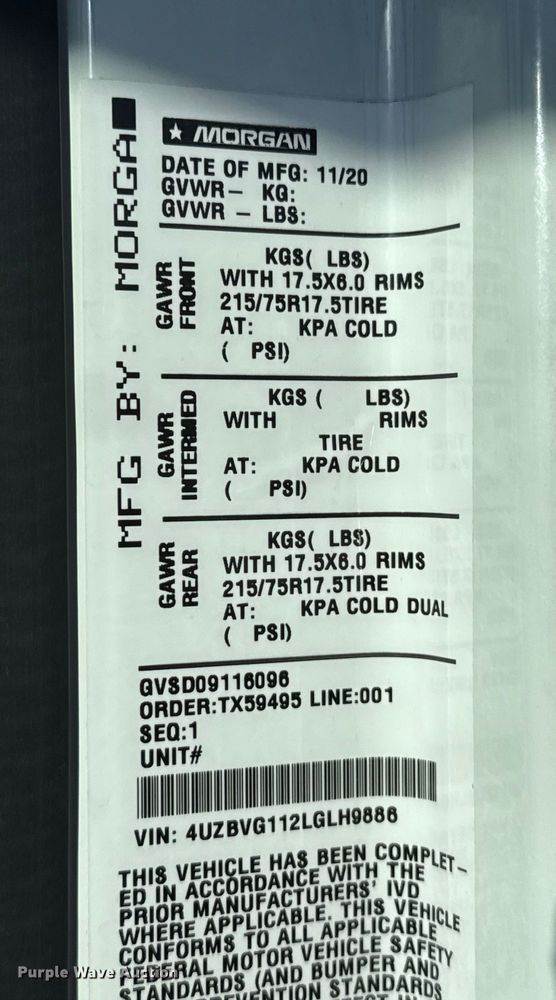 MFG BY: MORGA
MORGAN
DATE OF MFG: 11/20
GVWR- KG:
GVWR - LBS:
GAWR
FRONT
KGS( LBS)
WITH 17.5X6.0 RIMS
215/75R17.5TIRE
AT: KPA COLD
( PSI)
GAWR
INTERMED
KGS ( LBS)
WITH RIMS
TIRE
AT: KPA COLD
( PSI)
GAWR
REAR
KGS( LBS)
WITH 17.5X6.0 RIMS
215/75R17.5TIRE
AT: KPA COLD DUAL
( PSI)
GVSD09116096
ORDER:TX59495 LINE:001
SEQ:1
UNIT#
VIN: 4UZBVG112LGLH9886
THIS VEHICLE HAS BEEN COMPLET-
ED IN ACCORDANCE WITH THE
PRIOR MANUFACTURERS' IVD
WHERE APPLICABLE. THIS VEHICLE
CONFORMS TO ALL APPLICABLE
FEDERAL MOTOR VEHICLE SAFETY
STANDARDS (AND BUMPER AND
STANDARDS
Purple Wave Auction